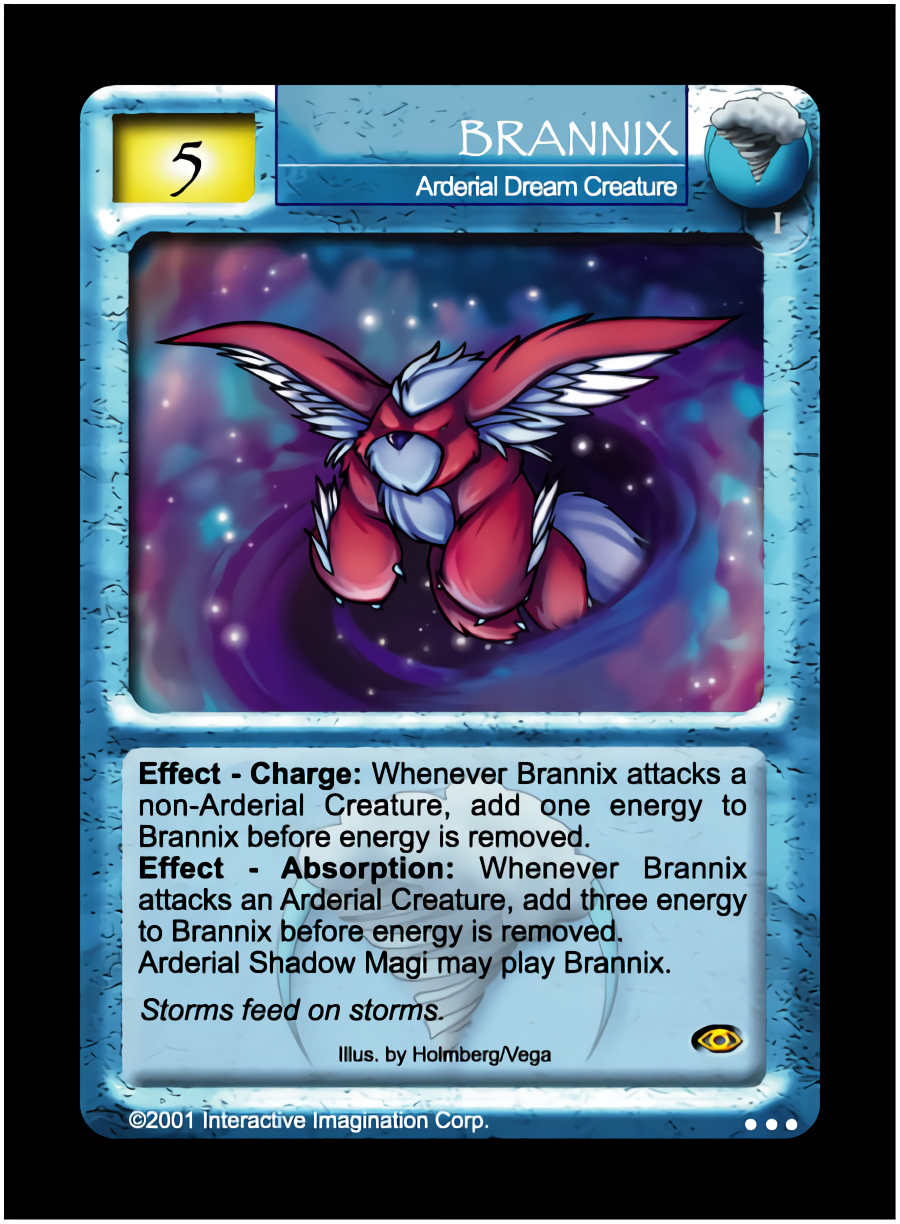 5
BRANNIX
Arderial Dream Creature
I
Effect - Charge: Whenever Brannix attacks a
non-Arderial Creature, add one energy to
Brannix before energy is removed.
Effect - Absorption: Whenever Brannix
attacks an Arderial Creature, add three energy
to Brannix before energy is removed.
Arderial Shadow Magi may play Brannix.
Storms feed on storms.
Illus. by Holmberg/Vega
©2001 Interactive Imagination Corp.